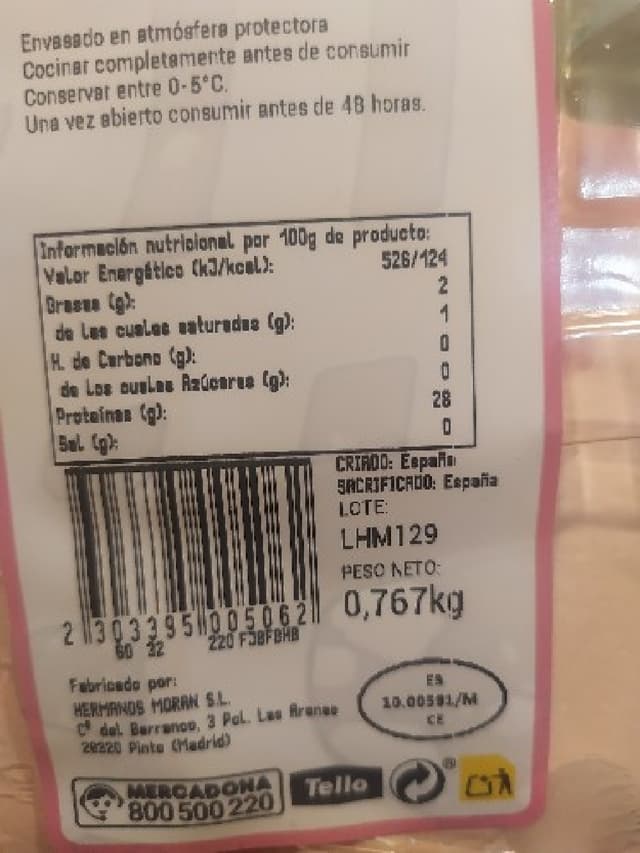 Envasado en atmósfera protectora
Cocinar completamente antes de consumir
Conservar entre 0-5°C.
Una vez abierto consumir antes de 48 horas.
Información nutricional por 100g de producto:
Valor Energético (kJ/kcal): 526/124
Grasas (g): 2
de Las cuales saturadas (g): 1
H. de Carbono (g): 0
de Los cuales Azúcares (g): 0
Proteínas (g): 28
Sal (g): 0
CRIADO: España
SACRIFICADO: España
LOTE:
LHM129
PESO NETO:
0,767kg
2 303395 005062
60 32 220 FJBFBHB
Fabricado por:
HERMANOS MORAN S.L.
Cº del Barranco, 3 Pol. Las Arenas
28320 Pinto (Madrid)
ES
10.00591/M
CE
MERCADONA
800 500 220
Tello
®